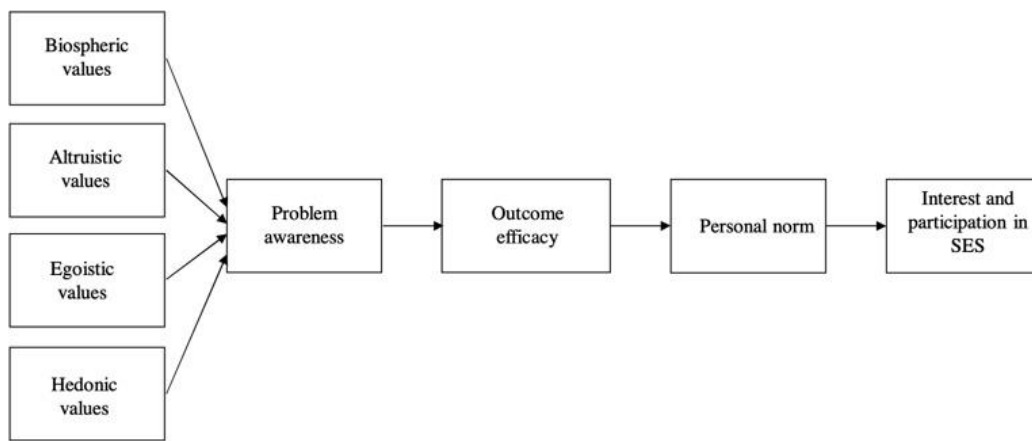 Biospheric
values
Altruistic
values
Egoistic
values
Hedonic
values
Problem
awareness
Outcome
efficacy
Personal norm
Interest and
participation in
SES